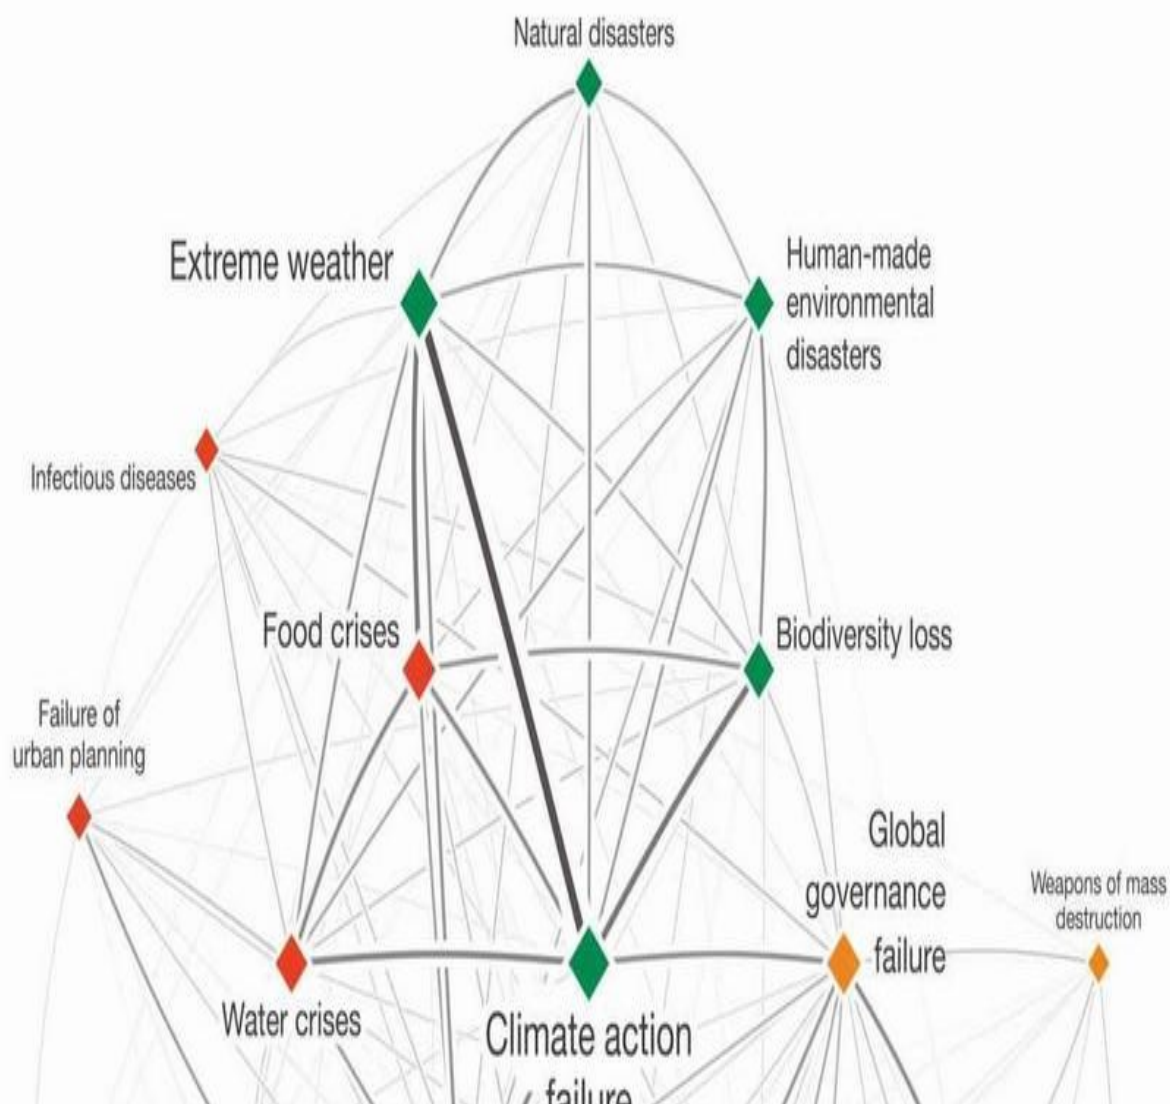 Natural disasters
Extreme weather
Human-made
environmental
disasters
Infectious diseases
Food crises
Biodiversity loss
Failure of
urban planning
Global
governance
failure
Weapons of mass
destruction
Water crises
Climate action
failure